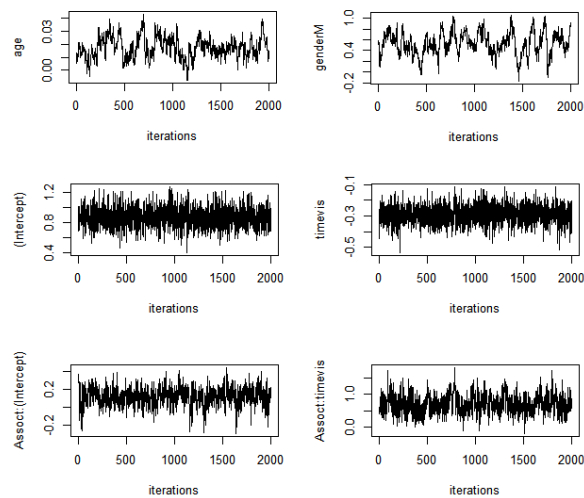 age
0.03
0.00
0 500 1000 1500 2000
iterations
genderM
1.0
0.4
-0.2
0 500 1000 1500 2000
iterations
(Intercept)
1.2
0.8
0.4
0 500 1000 1500 2000
iterations
timevis
-0.1
-0.3
-0.5
0 500 1000 1500 2000
iterations
Assoct:(Intercept)
0.2
-0.2
0 500 1000 1500 2000
iterations
Assoct:timevis
1.0
0.0
0 500 1000 1500 2000
iterations